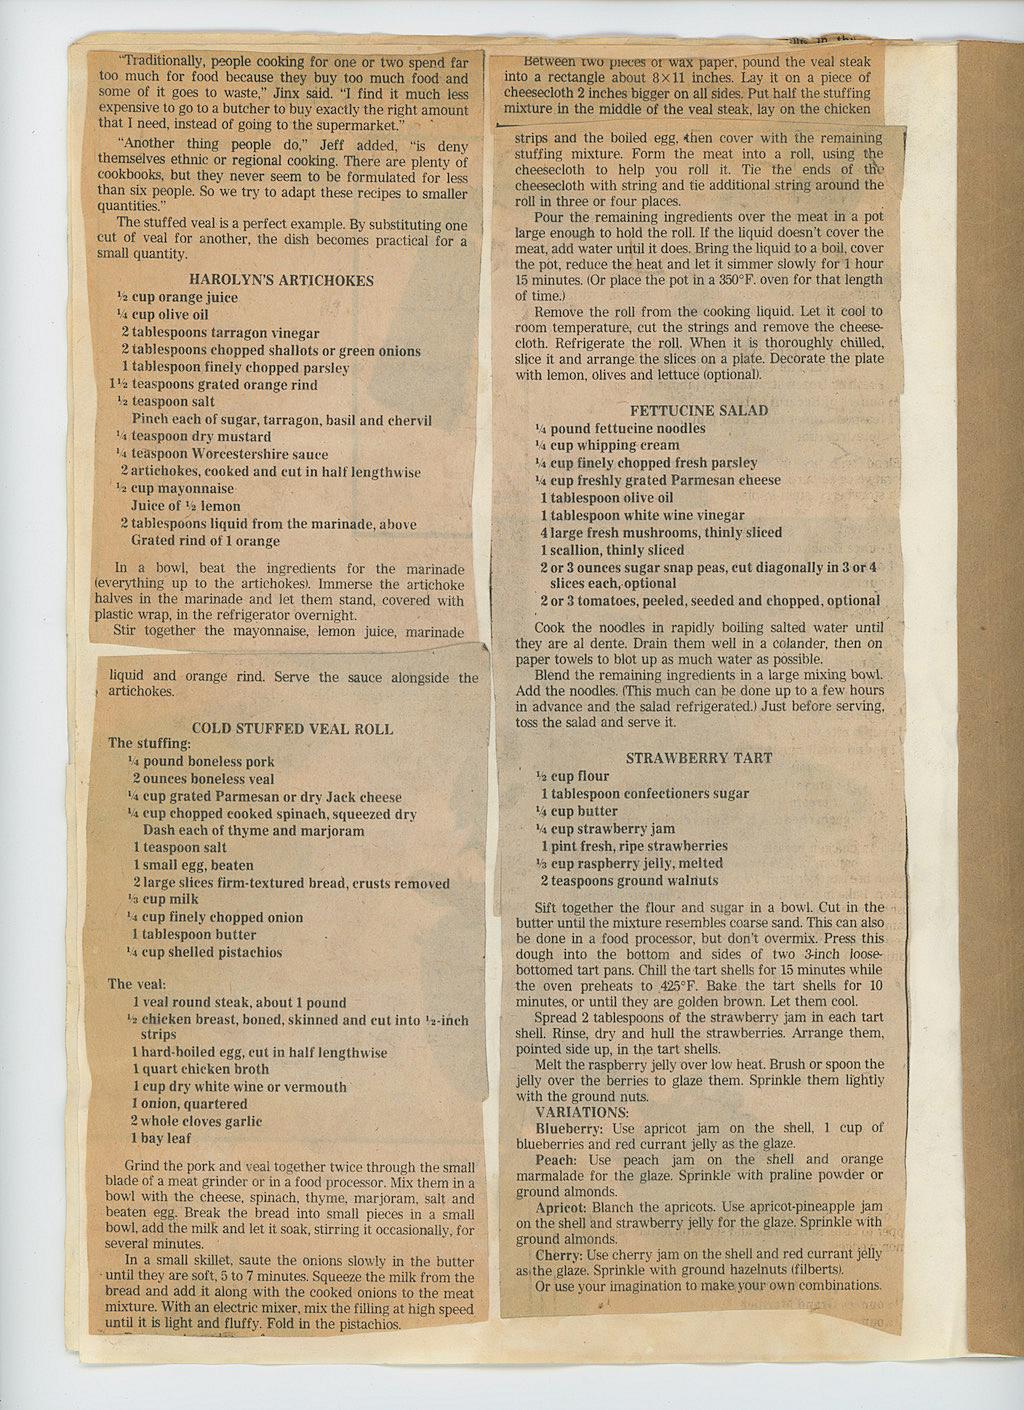 "Traditionally, people cooking for one or two spend far
too much for food because they buy too much food and
some of it goes to waste," Jinx said. "I find it much less
expensive to go to a butcher to buy exactly the right amount
that I need, instead of going to the supermarket."
"Another thing people do," Jeff added, "is deny
themselves ethnic or regional cooking. There are plenty of
cookbooks, but they never seem to be formulated for less
than six people. So we try to adapt these recipes to smaller
quantities."
The stuffed veal is a perfect example. By substituting one
cut of veal for another, the dish becomes practical for a
small quantity.
HAROLYN'S ARTICHOKES
½ cup orange juice
¼ cup olive oil
2 tablespoons tarragon vinegar
2 tablespoons chopped shallots or green onions
1 tablespoon finely chopped parsley
1½ teaspoons grated orange rind
½ teaspoon salt
Pinch each of sugar, tarragon, basil and chervil
¼ teaspoon dry mustard
¼ teaspoon Worcestershire sauce
2 artichokes, cooked and cut in half lengthwise
½ cup mayonnaise
Juice of ½ lemon
2 tablespoons liquid from the marinade, above
Grated rind of 1 orange
In a bowl, beat the ingredients for the marinade
(everything up to the artichokes). Immerse the artichoke
halves in the marinade and let them stand, covered with
plastic wrap, in the refrigerator overnight.
Stir together the mayonnaise, lemon juice, marinade
liquid and orange rind. Serve the sauce alongside the
artichokes.
COLD STUFFED VEAL ROLL
The stuffing:
¼ pound boneless pork
2 ounces boneless veal
¼ cup grated Parmesan or dry Jack cheese
¼ cup chopped cooked spinach, squeezed dry
Dash each of thyme and marjoram
1 teaspoon salt
1 small egg, beaten
2 large slices firm-textured bread, crusts removed
⅓ cup milk
¼ cup finely chopped onion
1 tablespoon butter
¼ cup shelled pistachios
The veal:
1 veal round steak, about 1 pound
½ chicken breast, boned, skinned and cut into ½-inch
strips
1 hard-boiled egg, cut in half lengthwise
1 quart chicken broth
1 cup dry white wine or vermouth
1 onion, quartered
2 whole cloves garlic
1 bay leaf
Grind the pork and veal together twice through the small
blade of a meat grinder or in a food processor. Mix them in a
bowl with the cheese, spinach, thyme, marjoram, salt and
beaten egg. Break the bread into small pieces in a small
bowl, add the milk and let it soak, stirring it occasionally, for
several minutes.
In a small skillet, saute the onions slowly in the butter
until they are soft, 5 to 7 minutes. Squeeze the milk from the
bread and add it along with the cooked onions to the meat
mixture. With an electric mixer, mix the filling at high speed
until it is light and fluffy. Fold in the pistachios.
Between two pieces of wax paper, pound the veal steak
into a rectangle about 8×11 inches. Lay it on a piece of
cheesecloth 2 inches bigger on all sides. Put half the stuffing
mixture in the middle of the veal steak, lay on the chicken
strips and the boiled egg, then cover with the remaining
stuffing mixture. Form the meat into a roll, using the
cheesecloth to help you roll it. Tie the ends of the
cheesecloth with string and tie additional string around the
roll in three or four places.
Pour the remaining ingredients over the meat in a pot
large enough to hold the roll. If the liquid doesn't cover the
meat, add water until it does. Bring the liquid to a boil, cover
the pot, reduce the heat and let it simmer slowly for 1 hour
15 minutes. (Or place the pot in a 350°F. oven for that length
of time.)
Remove the roll from the cooking liquid. Let it cool to
room temperature, cut the strings and remove the cheese-
cloth. Refrigerate the roll. When it is thoroughly chilled,
slice it and arrange the slices on a plate. Decorate the plate
with lemon, olives and lettuce (optional).
FETTUCINE SALAD
¼ pound fettucine noodles
¼ cup whipping cream
¼ cup finely chopped fresh parsley
¼ cup freshly grated Parmesan cheese
1 tablespoon olive oil
1 tablespoon white wine vinegar
4 large fresh mushrooms, thinly sliced
1 scallion, thinly sliced
2 or 3 ounces sugar snap peas, cut diagonally in 3 or 4
slices each, optional
2 or 3 tomatoes, peeled, seeded and chopped, optional
Cook the noodles in rapidly boiling salted water until
they are al dente. Drain them well in a colander, then on
paper towels to blot up as much water as possible.
Blend the remaining ingredients in a large mixing bowl.
Add the noodles. (This much can be done up to a few hours
in advance and the salad refrigerated.) Just before serving,
toss the salad and serve it.
STRAWBERRY TART
½ cup flour
1 tablespoon confectioners sugar
¼ cup butter
¼ cup strawberry jam
1 pint fresh, ripe strawberries
⅓ cup raspberry jelly, melted
2 teaspoons ground walnuts
Sift together the flour and sugar in a bowl. Cut in the
butter until the mixture resembles coarse sand. This can also
be done in a food processor, but don't overmix. Press this
dough into the bottom and sides of two 3-inch loose-
bottomed tart pans. Chill the tart shells for 15 minutes while
the oven preheats to 425°F. Bake the tart shells for 10
minutes, or until they are golden brown. Let them cool.
Spread 2 tablespoons of the strawberry jam in each tart
shell. Rinse, dry and hull the strawberries. Arrange them,
pointed side up, in the tart shells.
Melt the raspberry jelly over low heat. Brush or spoon the
jelly over the berries to glaze them. Sprinkle them lightly
with the ground nuts.
VARIATIONS:
Blueberry: Use apricot jam on the shell, 1 cup of
blueberries and red currant jelly as the glaze.
Peach: Use peach jam on the shell and orange
marmalade for the glaze. Sprinkle with praline powder or
ground almonds.
Apricot: Blanch the apricots. Use apricot-pineapple jam
on the shell and strawberry jelly for the glaze. Sprinkle with
ground almonds.
Cherry: Use cherry jam on the shell and red currant jelly
as the glaze. Sprinkle with ground hazelnuts (filberts).
Or use your imagination to make your own combinations.